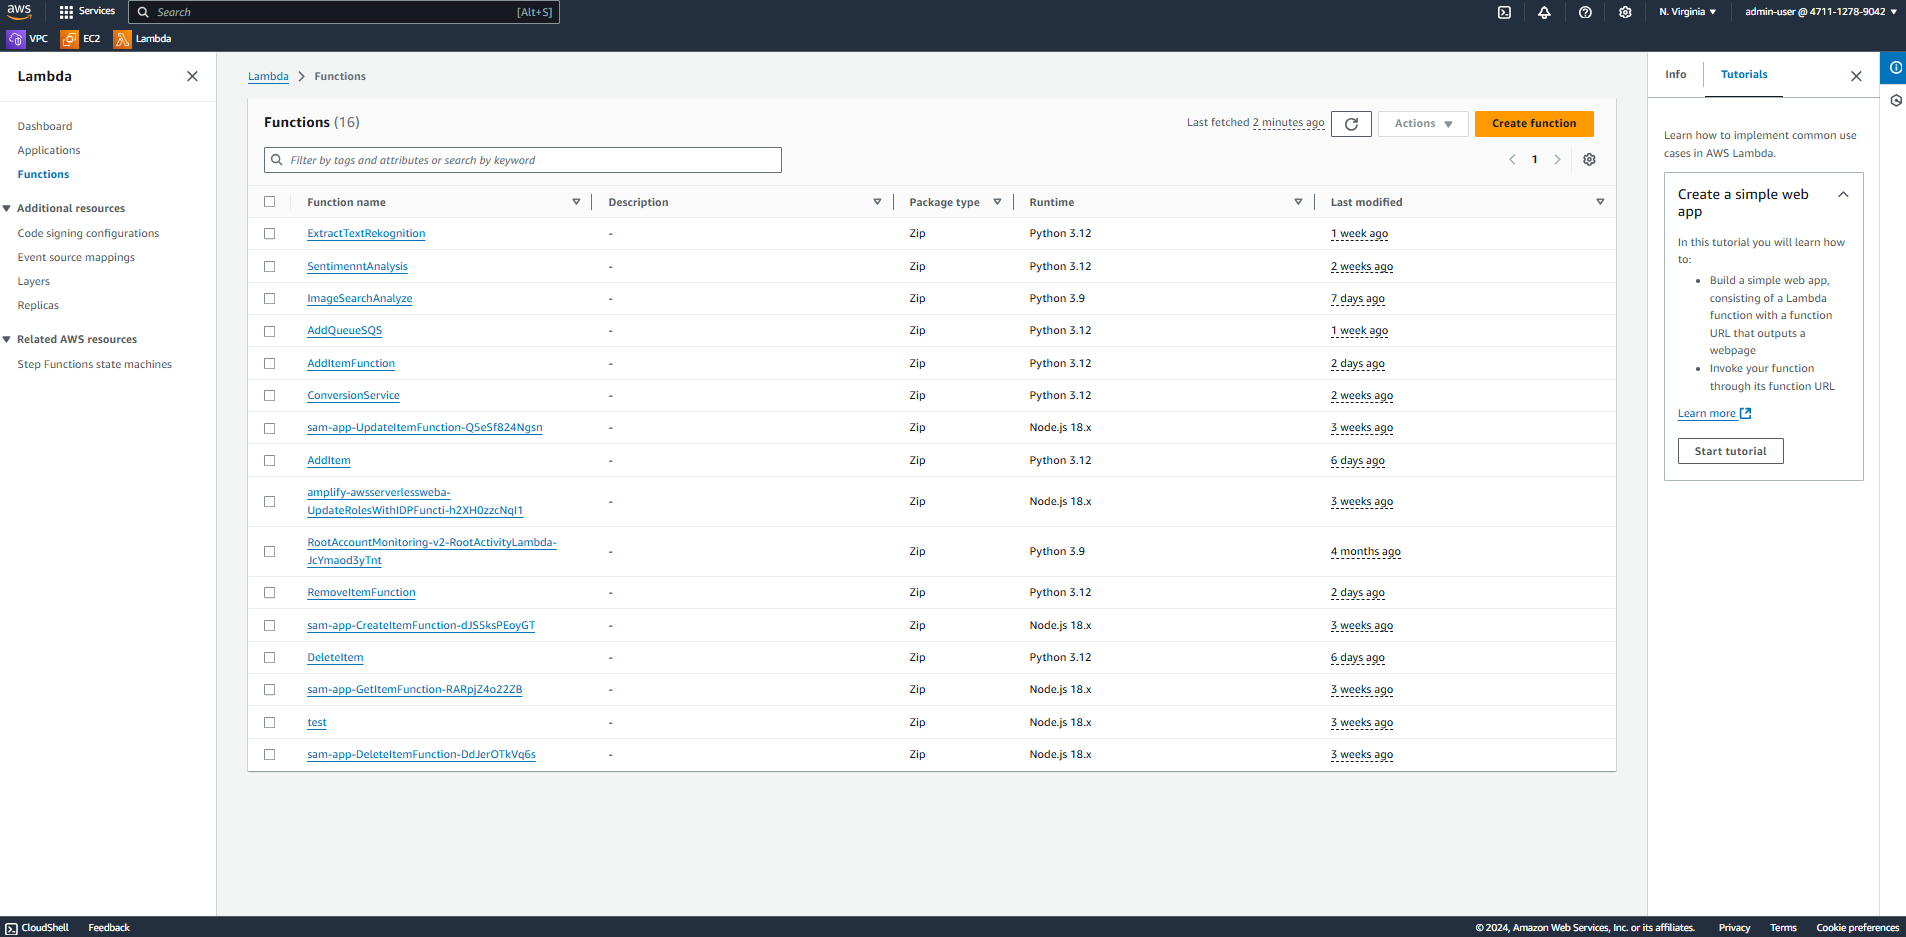 aws Services Search [Alt+S] N. Virginia admin-user @ 4711-1278-9042
VPC EC2 Lambda
Lambda
Dashboard
Applications
Functions
Additional resources
Code signing configurations
Event source mappings
Layers
Replicas
Related AWS resources
Step Functions state machines
Lambda Functions
Functions (16)
Last fetched 2 minutes ago Actions Create function
Filter by tags and attributes or search by keyword
1
Function name Description Package type Runtime Last modified
ExtractTextRekognition - Zip Python 3.12 1 week ago
SentimenntAnalysis - Zip Python 3.12 2 weeks ago
ImageSearchAnalyze - Zip Python 3.9 7 days ago
AddQueueSQS - Zip Python 3.12 1 week ago
AddItemFunction - Zip Python 3.12 2 days ago
ConversionService - Zip Python 3.12 2 weeks ago
sam-app-UpdateItemFunction-Q5eSf824Ngsn - Zip Node.js 18.x 3 weeks ago
AddItem - Zip Python 3.12 6 days ago
amplify-awsserverlessweba-
UpdateRolesWithIDPFuncti-h2XH0zzcNqI1 - Zip Node.js 18.x 3 weeks ago
RootAccountMonitoring-v2-RootActivityLambda-
JcYmaod3yTnt - Zip Python 3.9 4 months ago
RemoveItemFunction - Zip Python 3.12 2 days ago
sam-app-CreateItemFunction-dJS5ksPEoyGT - Zip Node.js 18.x 3 weeks ago
DeleteItem - Zip Python 3.12 6 days ago
sam-app-GetItemFunction-RARpjZ4o22ZB - Zip Node.js 18.x 3 weeks ago
test - Zip Node.js 18.x 3 weeks ago
sam-app-DeleteItemFunction-DdJerOTkVq6s - Zip Node.js 18.x 3 weeks ago
Info Tutorials
Learn how to implement common use
cases in AWS Lambda.
Create a simple web
app
In this tutorial you will learn how
to:
• Build a simple web app,
consisting of a Lambda
function with a function
URL that outputs a
webpage
• Invoke your function
through its function URL
Learn more
Start tutorial
CloudShell Feedback © 2024, Amazon Web Services, Inc. or its affiliates. Privacy Terms Cookie preferences